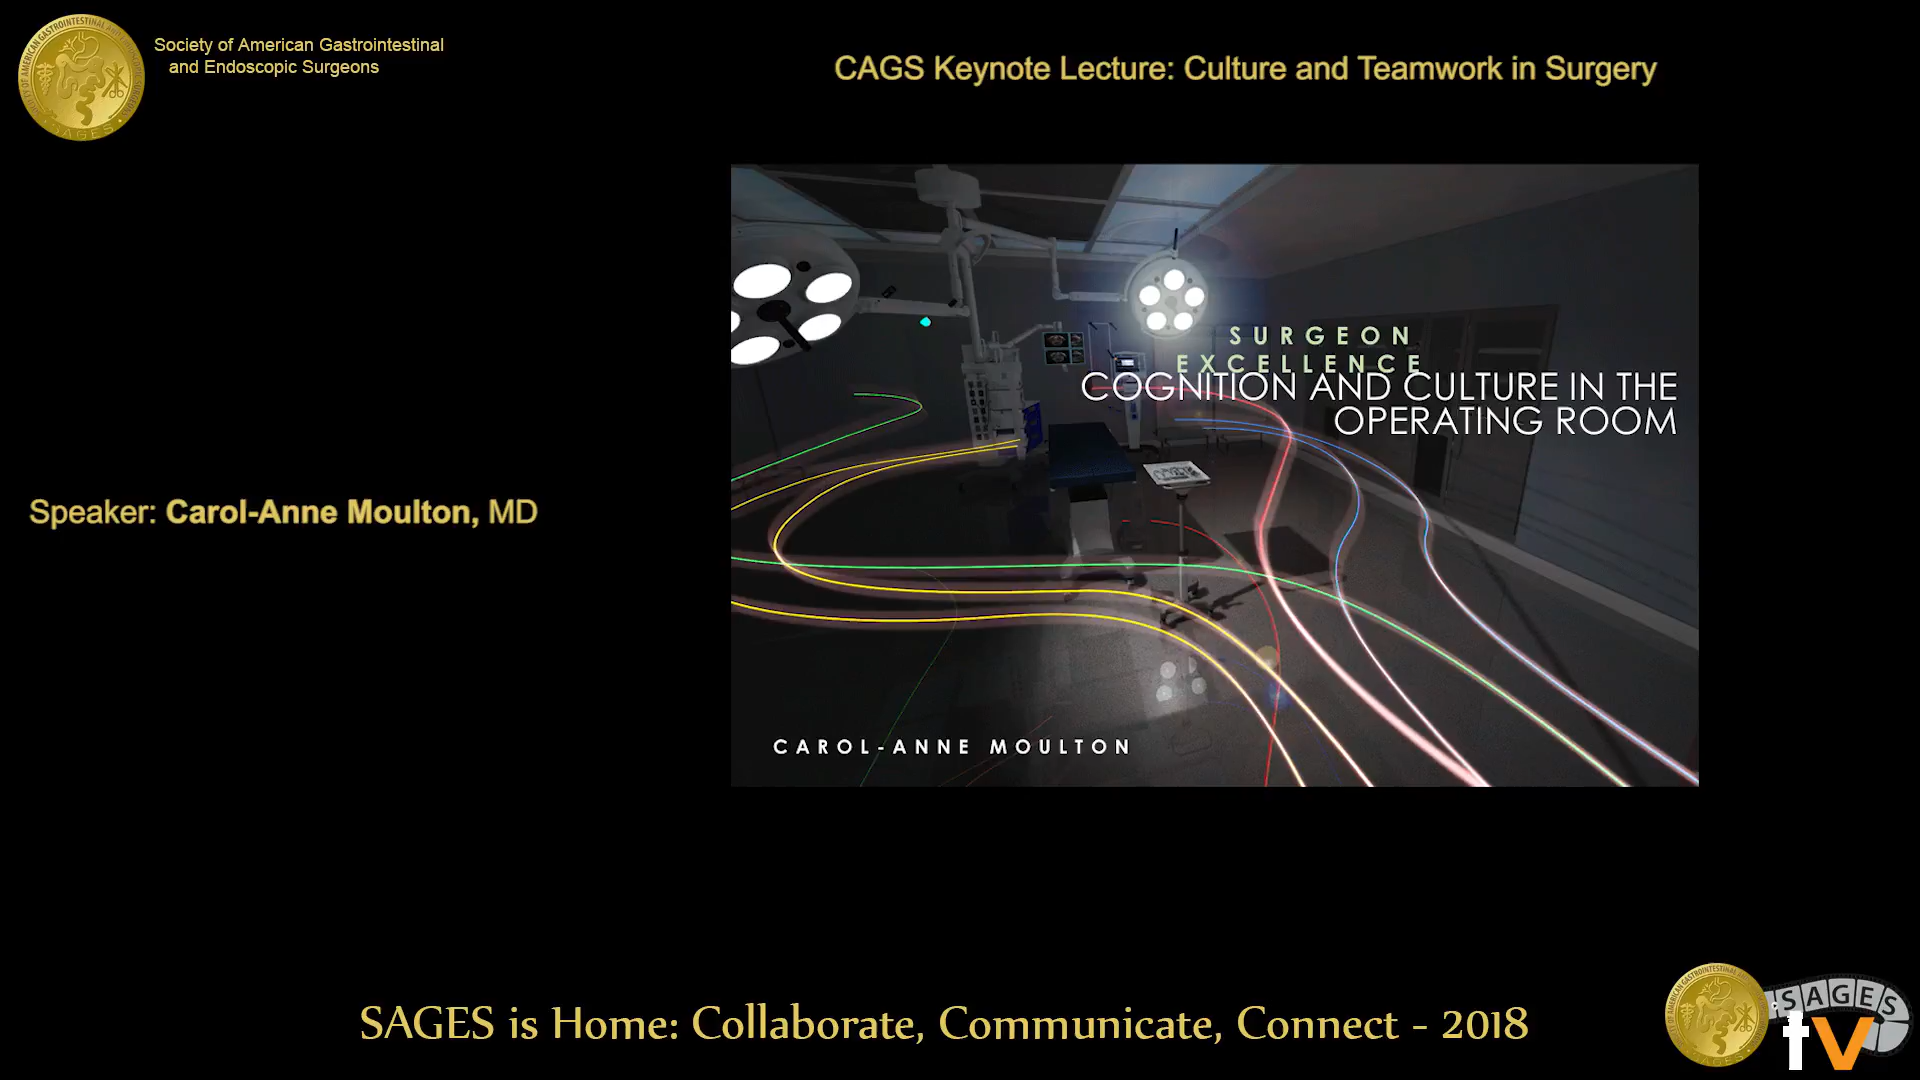 Society of American Gastrointestinal
and Endoscopic Surgeons
CAGS Keynote Lecture: Culture and Teamwork in Surgery
SURGEON
EXCELLENCE
COGNITION AND CULTURE IN THE
OPERATING ROOM
Speaker: Carol-Anne Moulton, MD
CAROL-ANNE MOULTON
SAGES is Home: Collaborate, Communicate, Connect - 2018
SAGES
tv